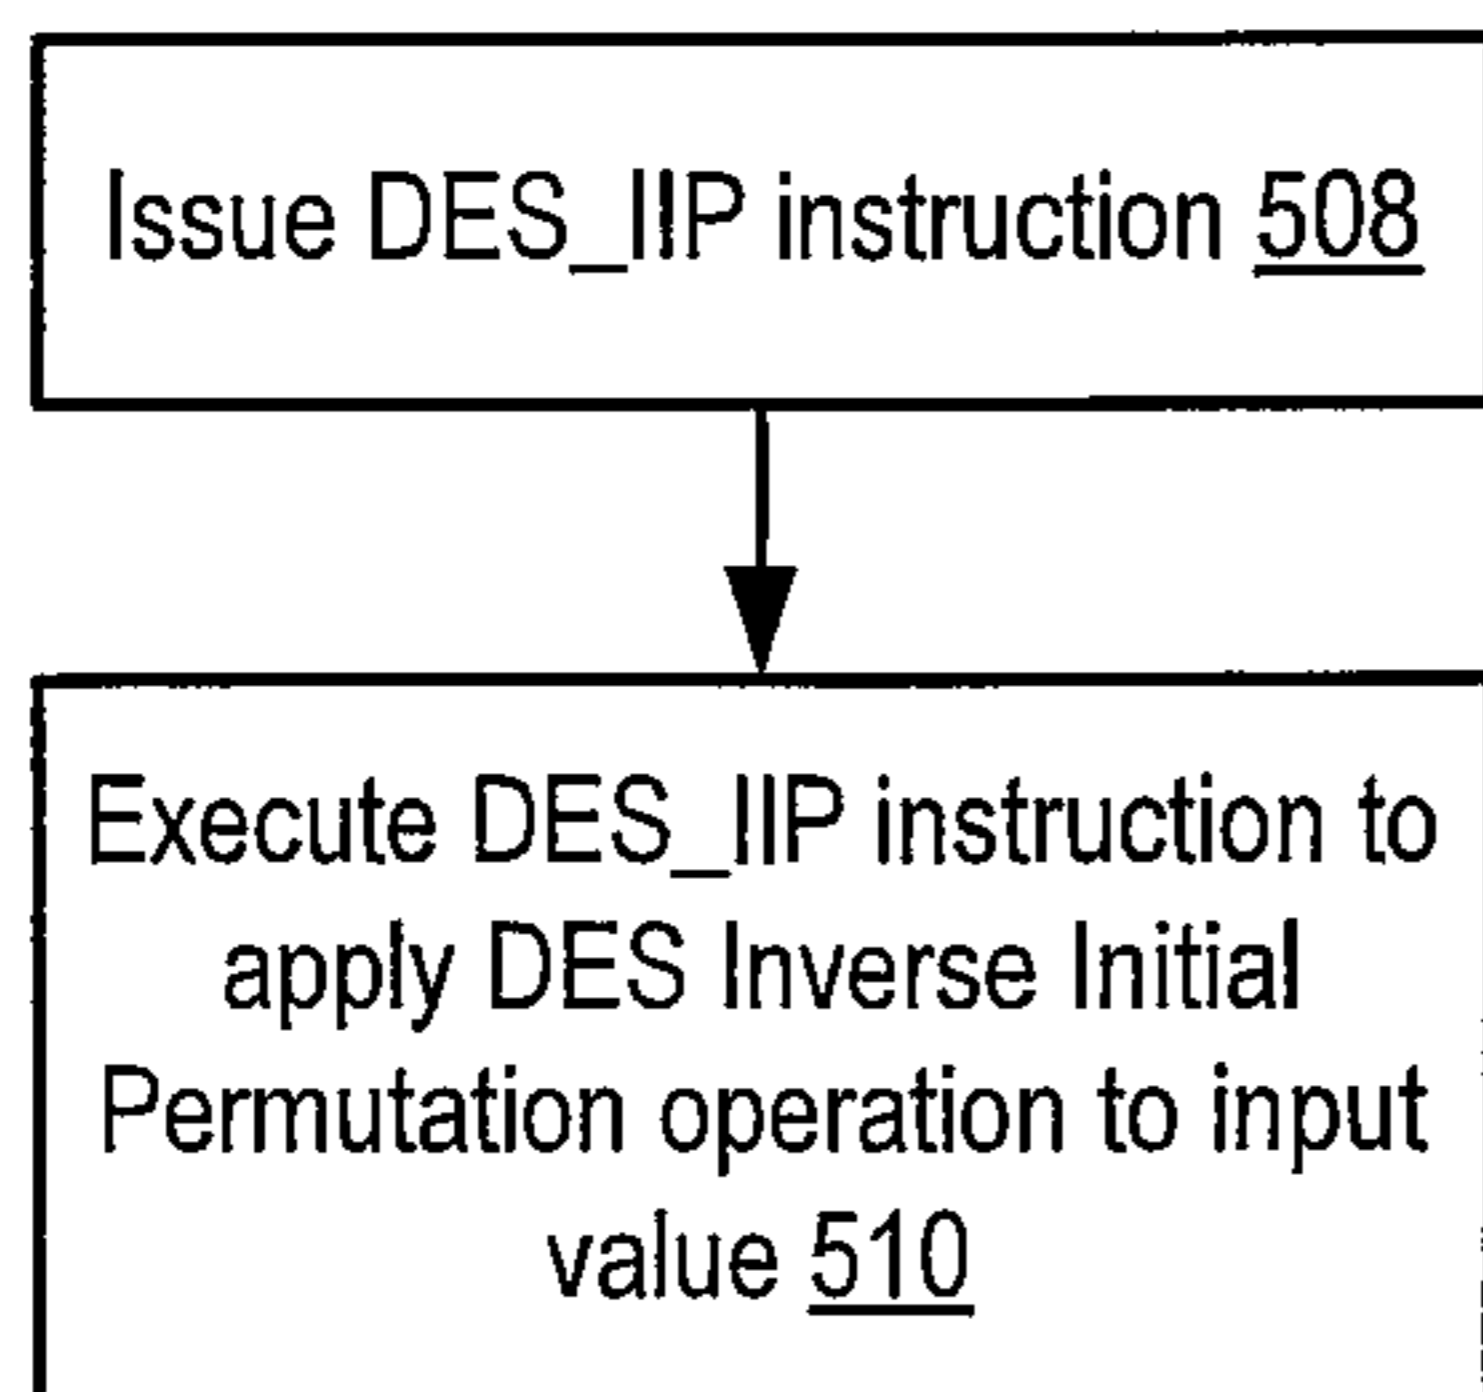 Issue DES_IIP instruction 508
Execute DES_IIP instruction to
apply DES Inverse Initial
Permutation operation to input
value 510